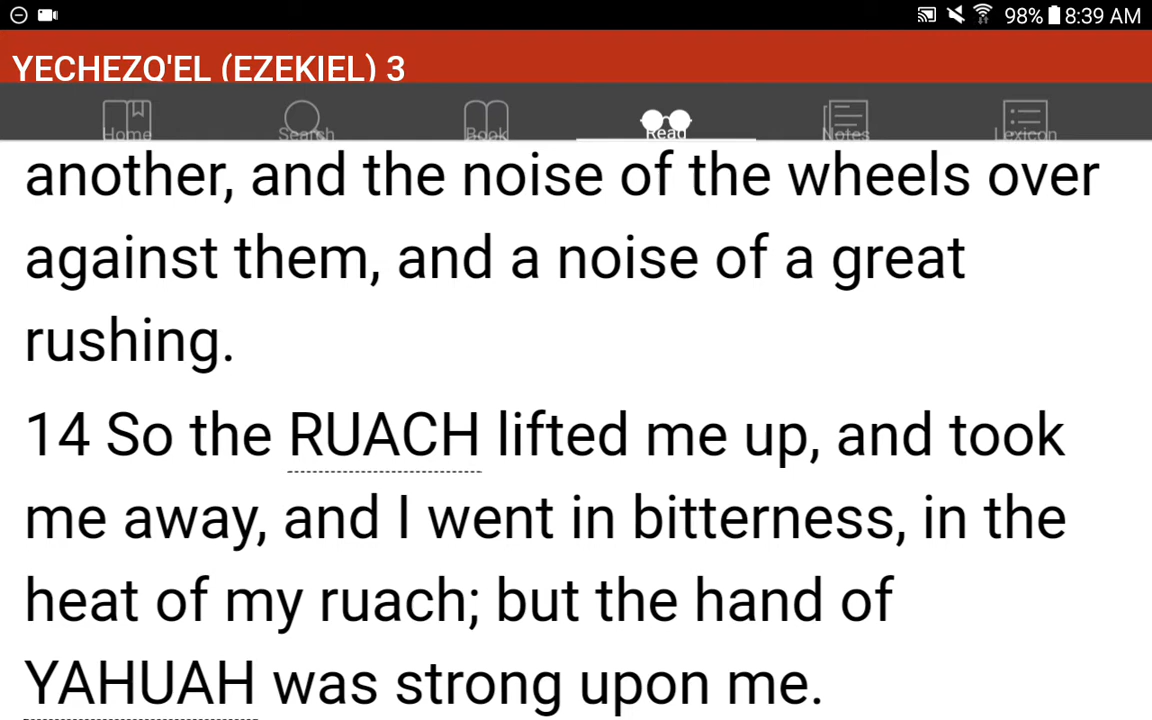 98% 8:39 AM
YECHEZQ'EL (EZEKIEL) 3
Home Search Book Read Notes Lexicon
another, and the noise of the wheels over
against them, and a noise of a great
rushing.
14 So the RUACH lifted me up, and took
me away, and I went in bitterness, in the
heat of my ruach; but the hand of
YAHUAH was strong upon me.